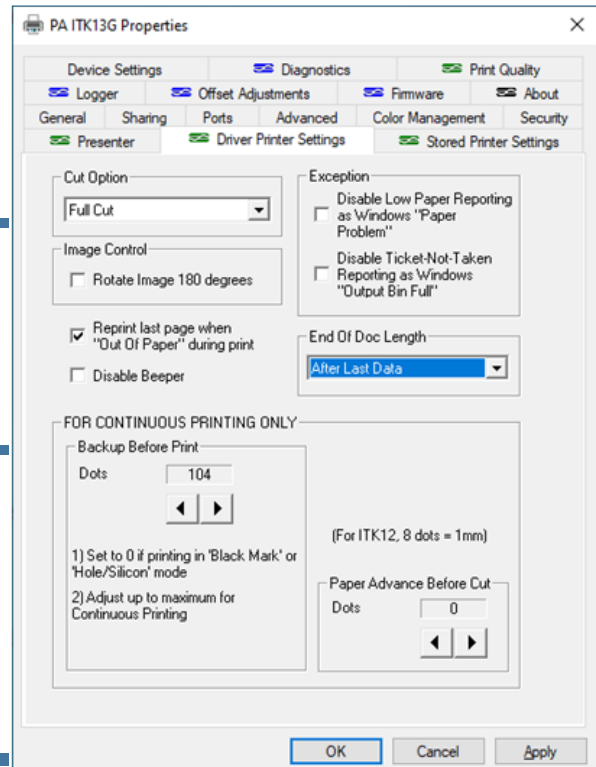 PA ITK13G Properties
Device Settings Diagnostics Print Quality
Logger Offset Adjustments Firmware About
General Sharing Ports Advanced Color Management Security
Presenter Driver Printer Settings Stored Printer Settings
Cut Option
Full Cut
Image Control
Rotate Image 180 degrees
Reprint last page when
"Out Of Paper" during print
Disable Beeper
Exception
Disable Low Paper Reporting
as Windows "Paper
Problem"
Disable Ticket-Not-Taken
Reporting as Windows
"Output Bin Full"
End Of Doc Length
After Last Data
FOR CONTINUOUS PRINTING ONLY
Backup Before Print
Dots 104
1) Set to 0 if printing in 'Black Mark' or
'Hole/Silicon' mode
2) Adjust up to maximum for
Continuous Printing
(For ITK12, 8 dots = 1mm)
Paper Advance Before Cut
Dots 0
OK Cancel Apply